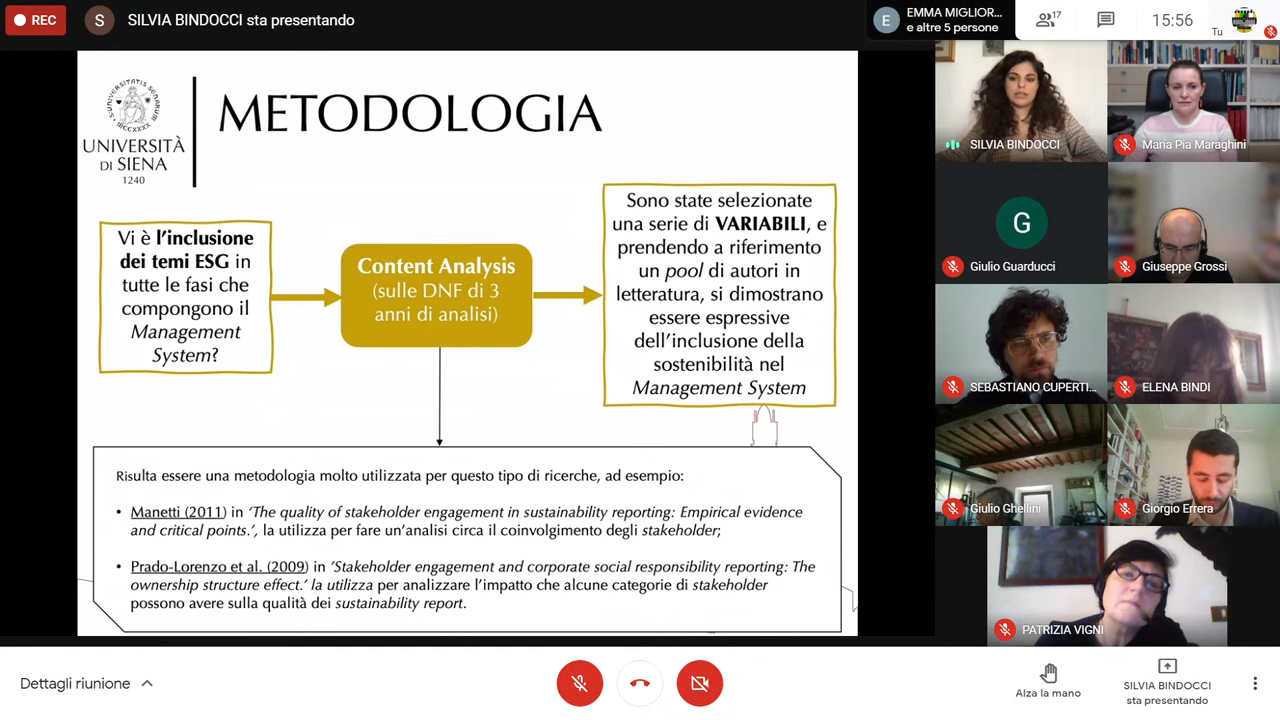 REC
S
SILVIA BINDOCCI sta presentando
E
EMMA MIGLIOR...
e altre 5 persone
17
15:56
Tu
UNIVERSITÀ
DI SIENA
1240
METODOLOGIA
Vi è l'inclusione
dei temi ESG in
tutte le fasi che
compongono il
Management
System?
Content Analysis
(sulle DNF di 3
anni di analisi)
Sono state selezionate
una serie di VARIABILI, e
prendendo a riferimento
un pool di autori in
letteratura, si dimostrano
essere espressive
dell'inclusione della
sostenibilità nel
Management System
Risulta essere una metodologia molto utilizzata per questo tipo di ricerche, ad esempio:
• Manetti (2011) in 'The quality of stakeholder engagement in sustainability reporting: Empirical evidence
and critical points.', la utilizza per fare un'analisi circa il coinvolgimento degli stakeholder;
• Prado-Lorenzo et al. (2009) in 'Stakeholder engagement and corporate social responsibility reporting: The
ownership structure effect.' la utilizza per analizzare l'impatto che alcune categorie di stakeholder
possono avere sulla qualità dei sustainability report.
SILVIA BINDOCCI
Maria Pia Maraghini
G
Giulio Guarducci
Giuseppe Grossi
SEBASTIANO CUPERTI...
ELENA BINDI
Giulio Ghellini
Giorgio Errera
PATRIZIA VIGNI
Dettagli riunione
Alza la mano
SILVIA BINDOCCI
sta presentando